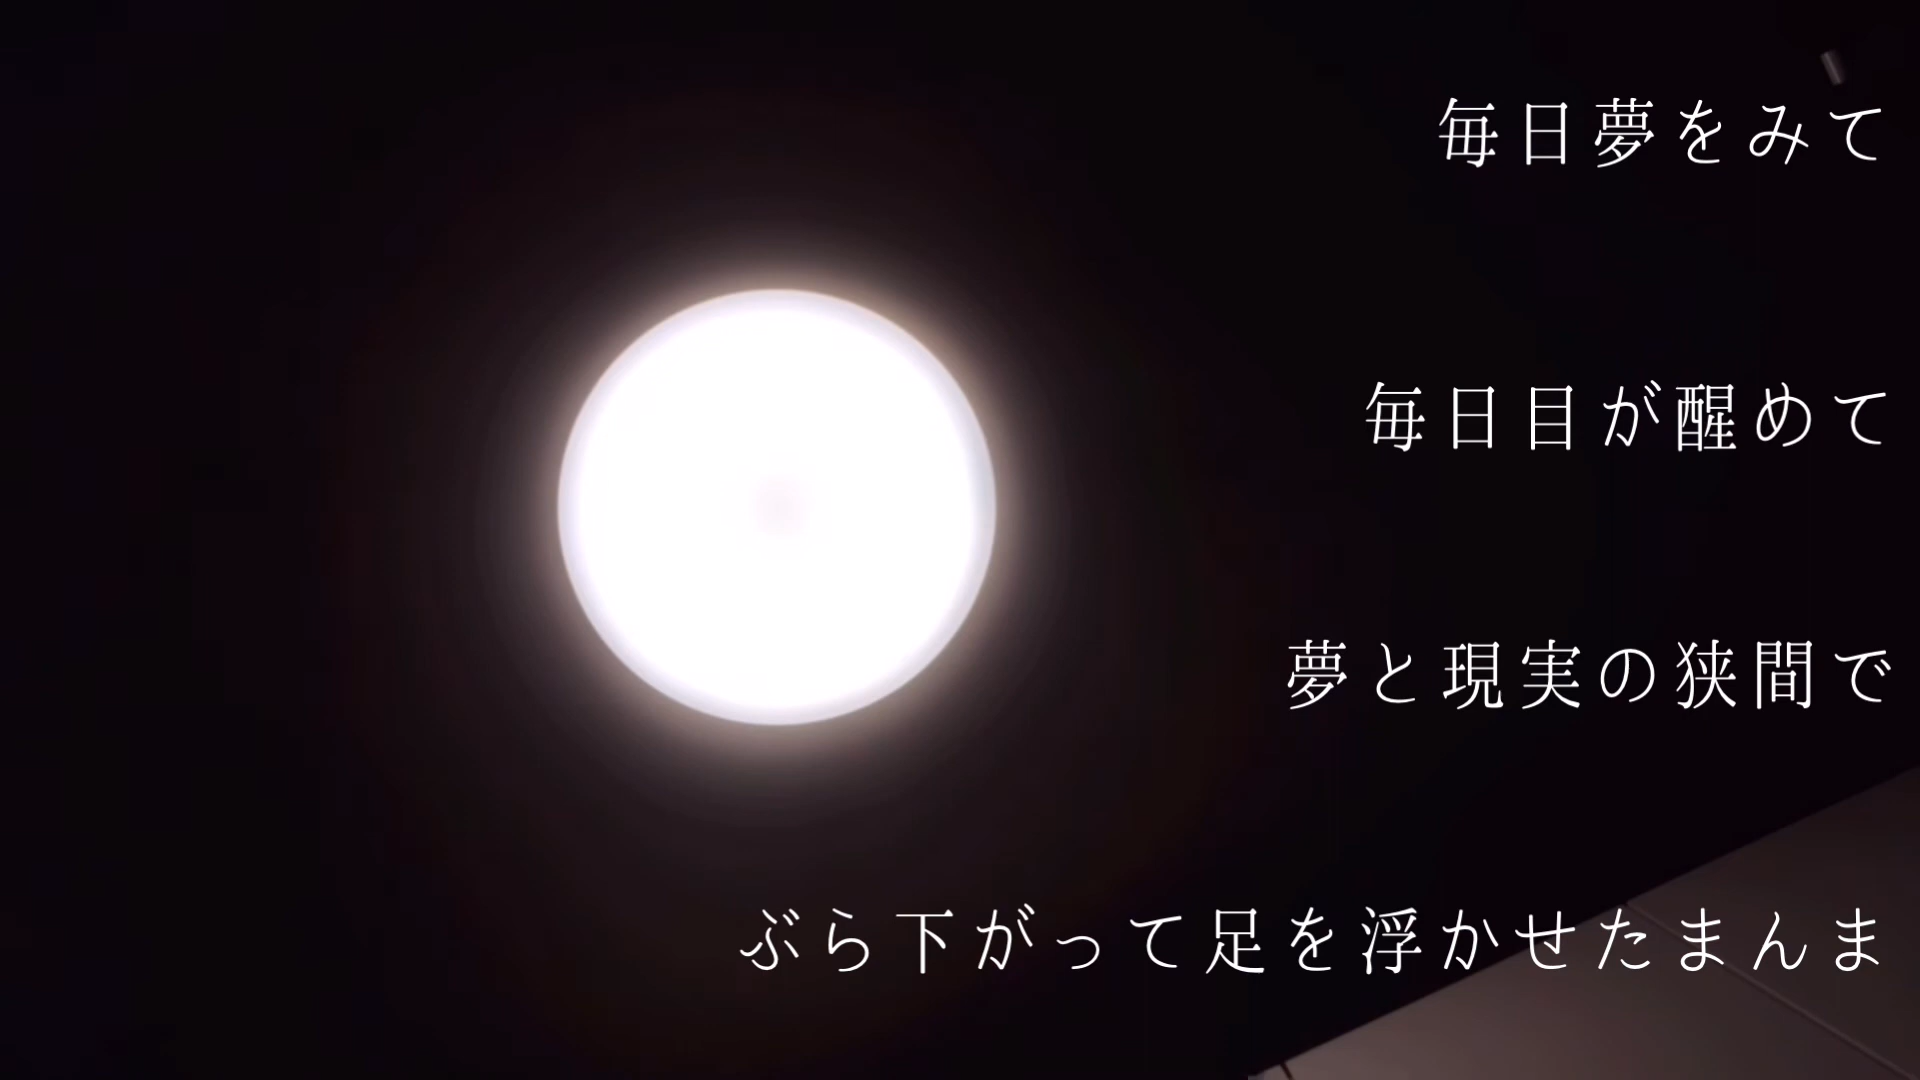 毎日夢をみて
毎日目が醒めて
夢と現実の狭間で
ぶら下がって足を浮かせたまんま